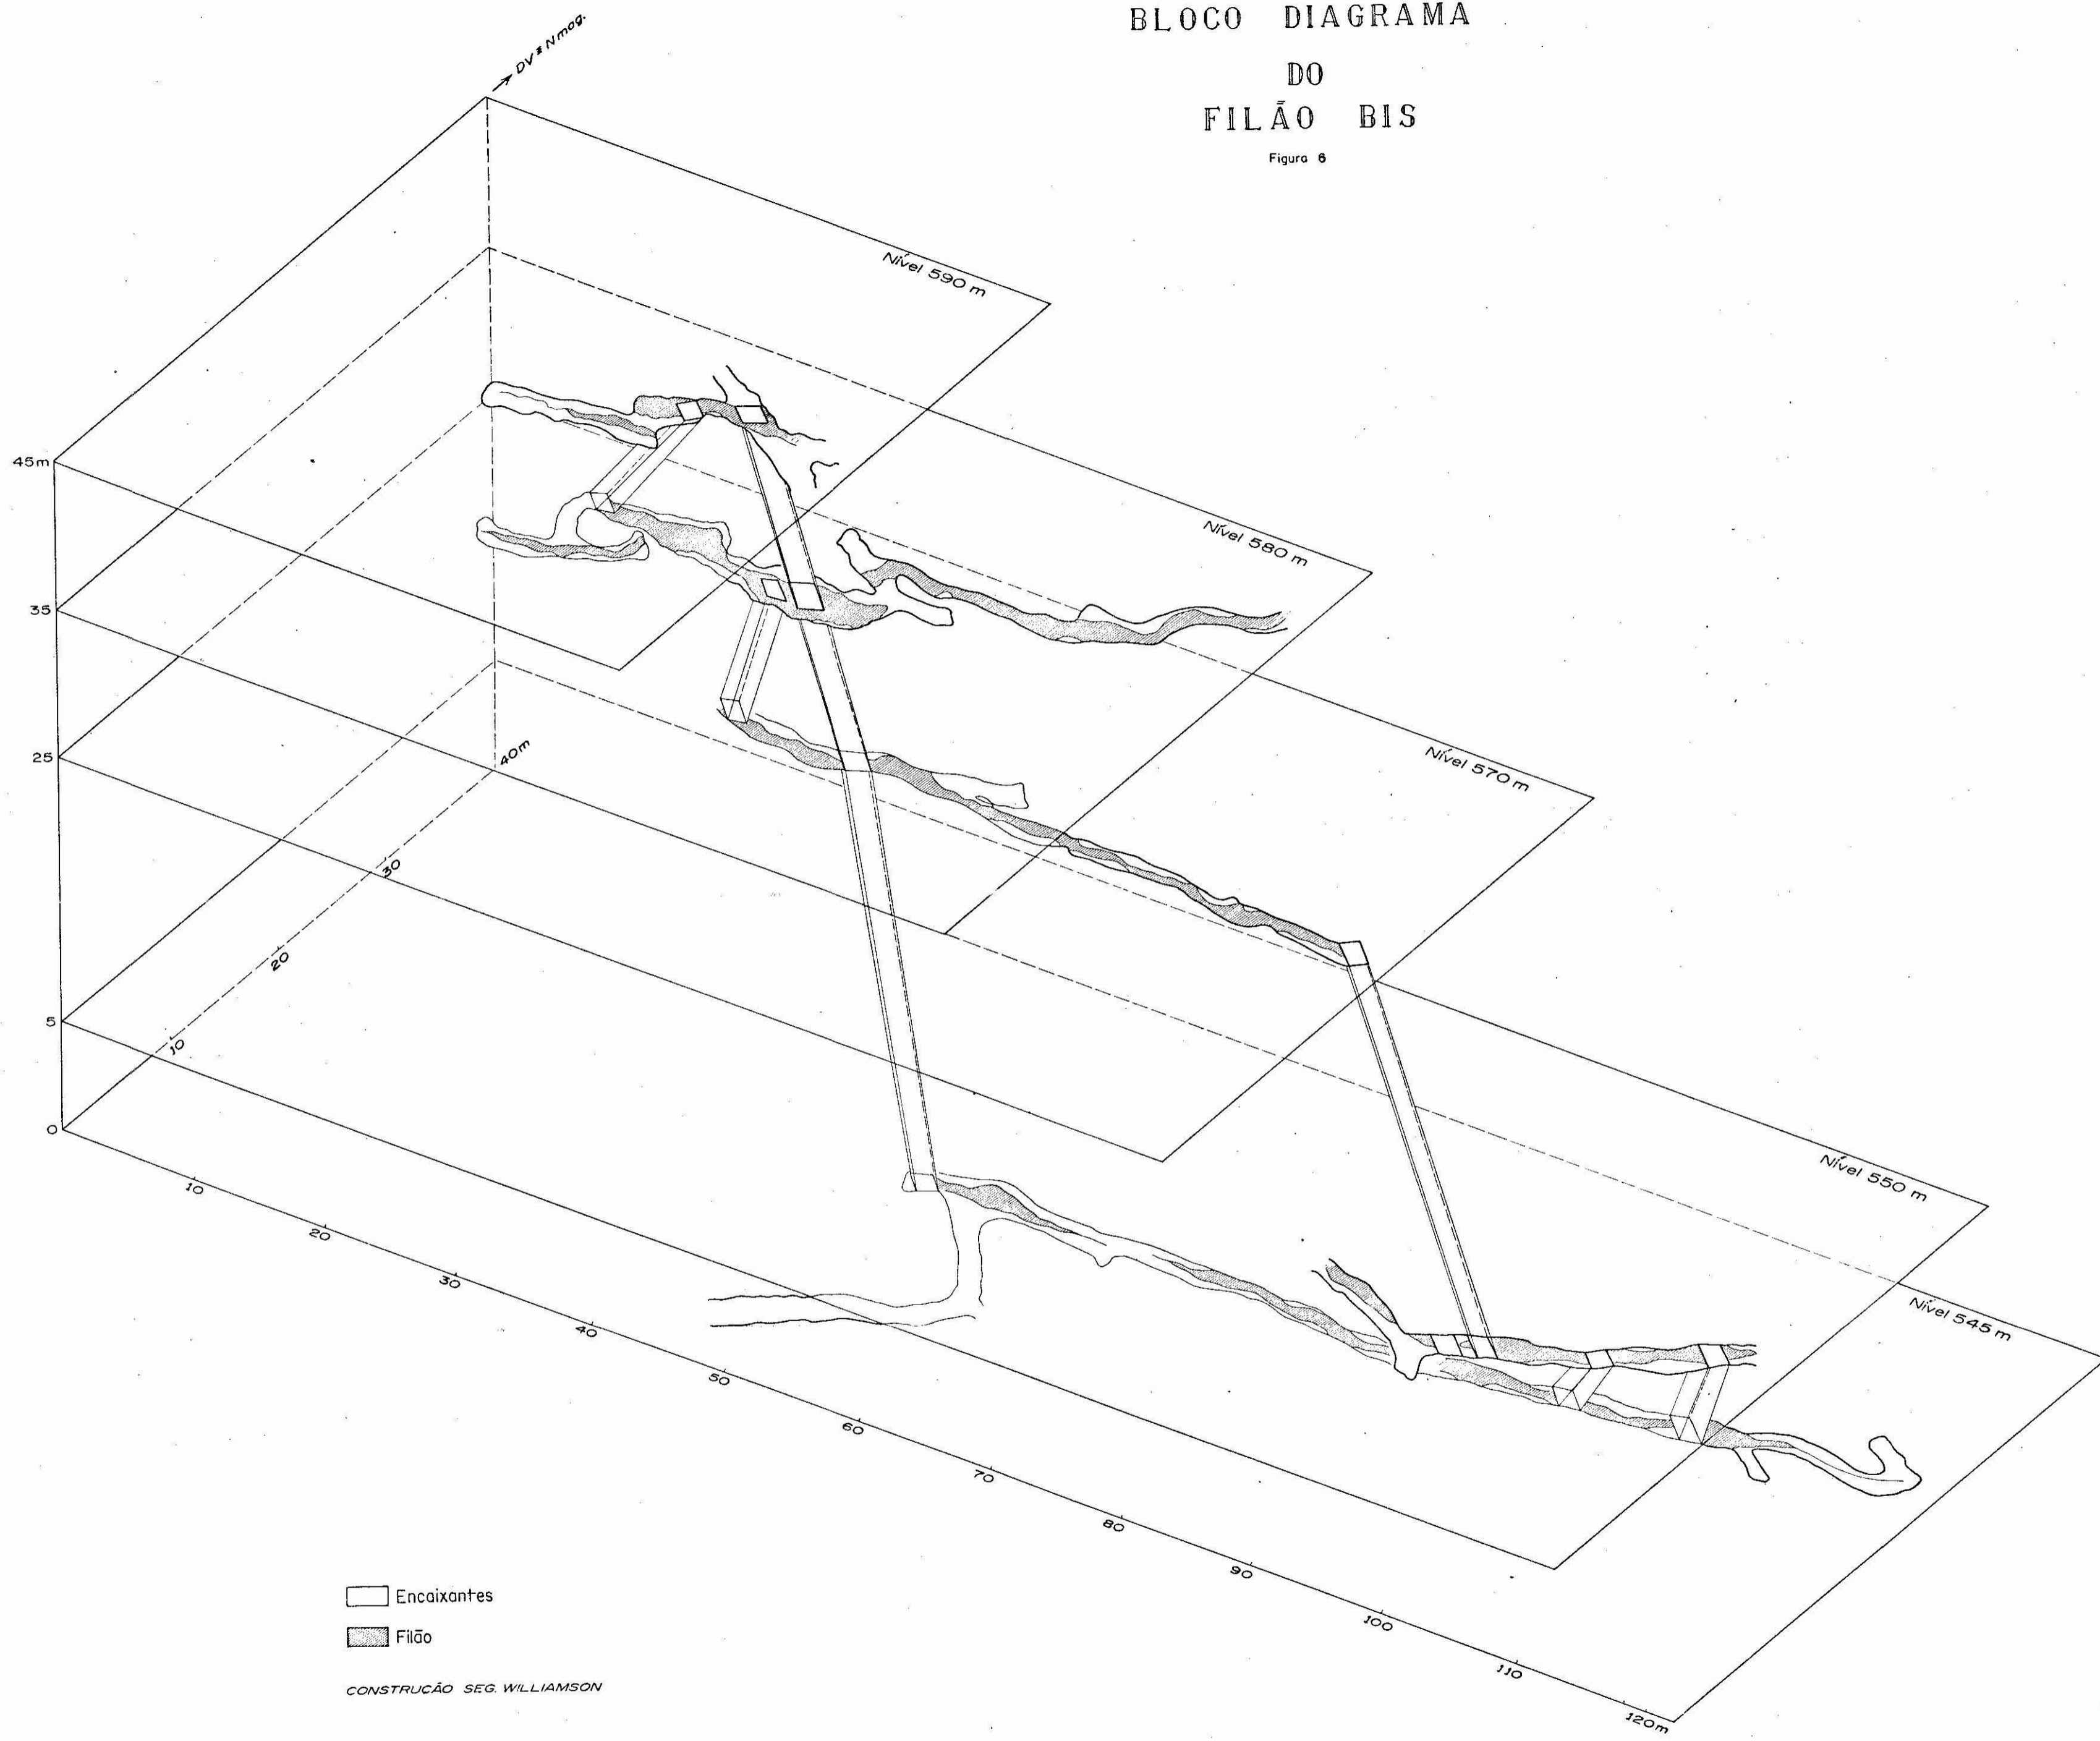 BLOCO DIAGRAMA
DO
FILÃO BIS
Figura 6
DV≡Nmag.
Nível 590 m
Nível 580 m
Nível 570 m
Nível 550 m
Nível 545 m
45m
35
25
5
0
40m
30
20
10
10
20
30
40
50
60
70
80
90
100
110
120m
Encaixantes
Filão
CONSTRUCÃO SEG. WILLIAMSON